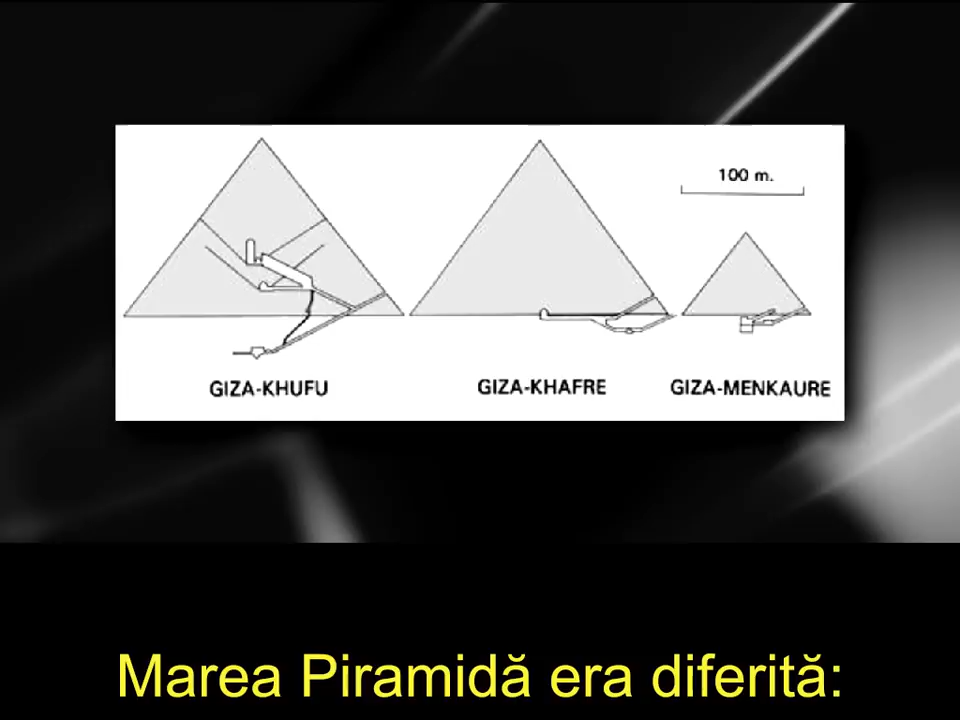 100 m.
GIZA-KHUFU
GIZA-KHAFRE
GIZA-MENKAURE
Marea Piramidă era diferită: